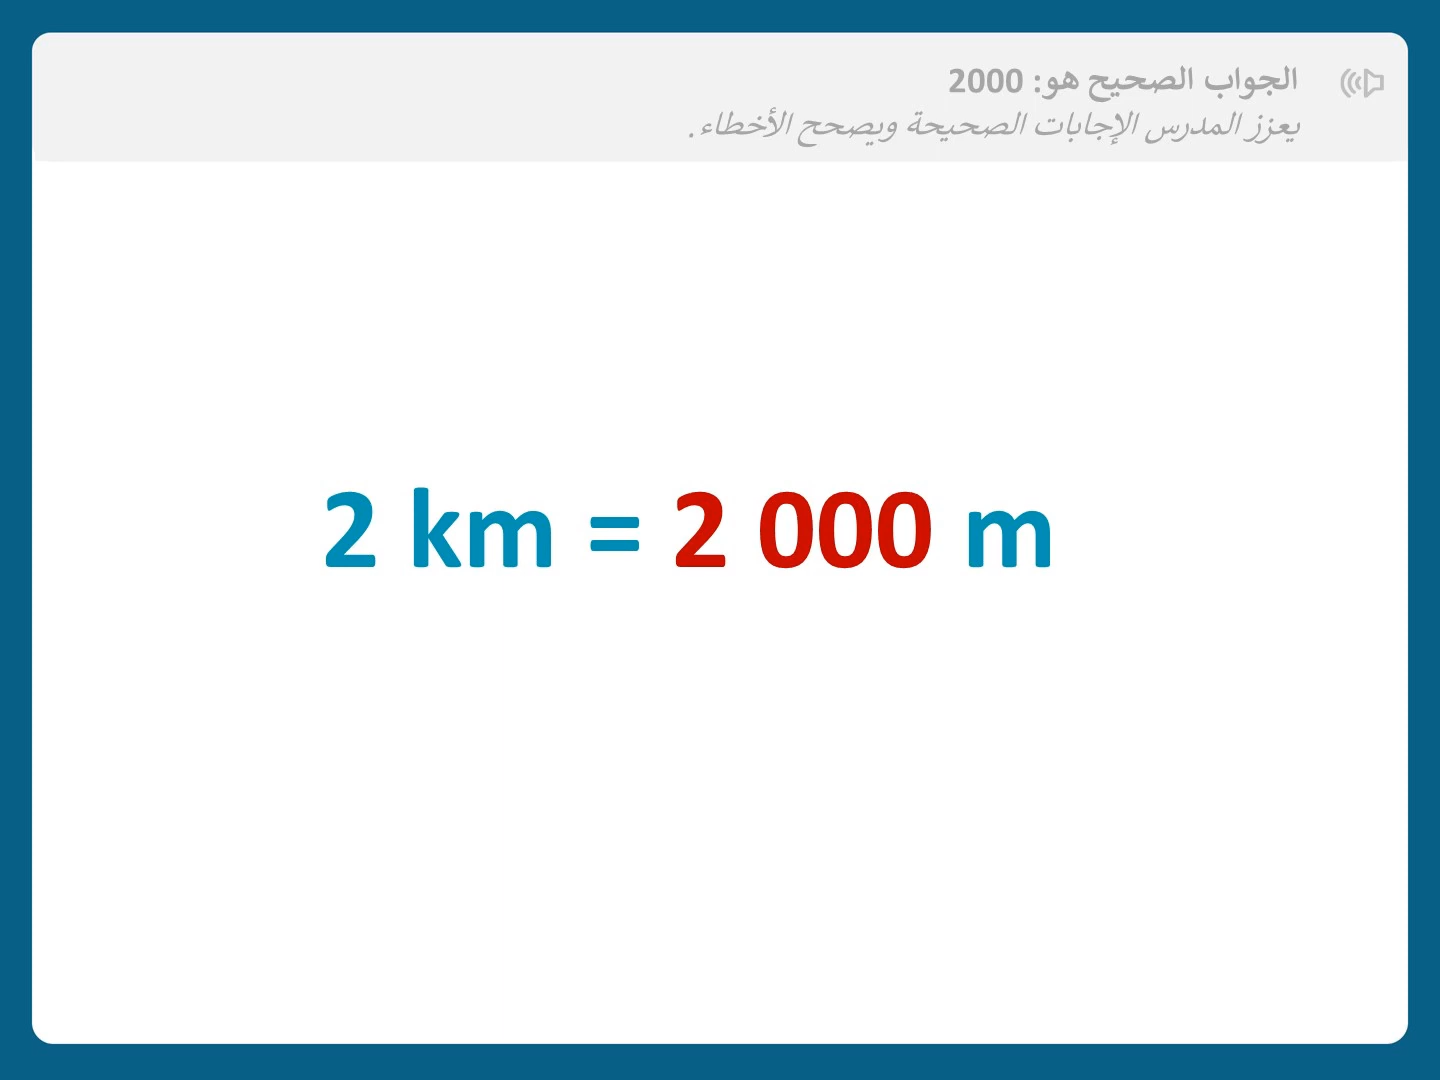 الجواب الصحيح هو: 2000
يعزز المدرس الإجابات الصحيحة ويصحح الأخطاء.
2 km = 2 000 m